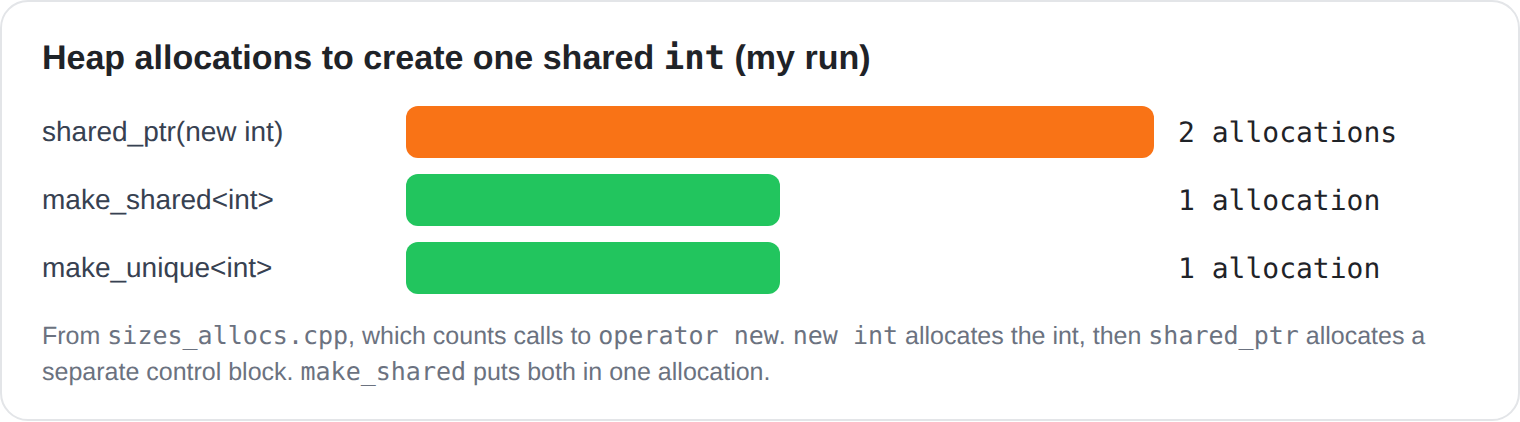 Heap allocations to create one shared int (my run)
shared_ptr(new int) 2 allocations
make_shared<int> 1 allocation
make_unique<int> 1 allocation
From sizes_allocs.cpp, which counts calls to operator new. new int allocates the int, then shared_ptr allocates a
separate control block. make_shared puts both in one allocation.